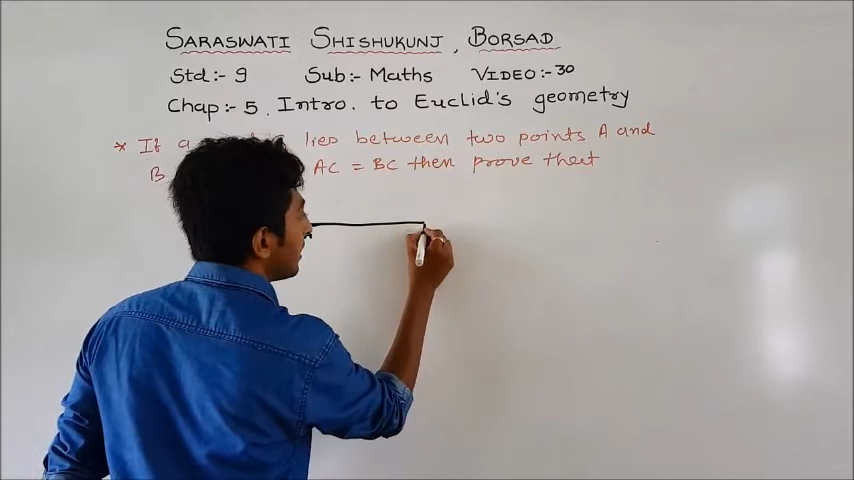 SARASWATI SHISHUKUNJ, BORSAD
Std:- 9 Sub:- Maths VIDEO:-30
Chap:- 5. Intro. to Euclid's geometry
* If a lies between two points A and
B AC = BC then prove that